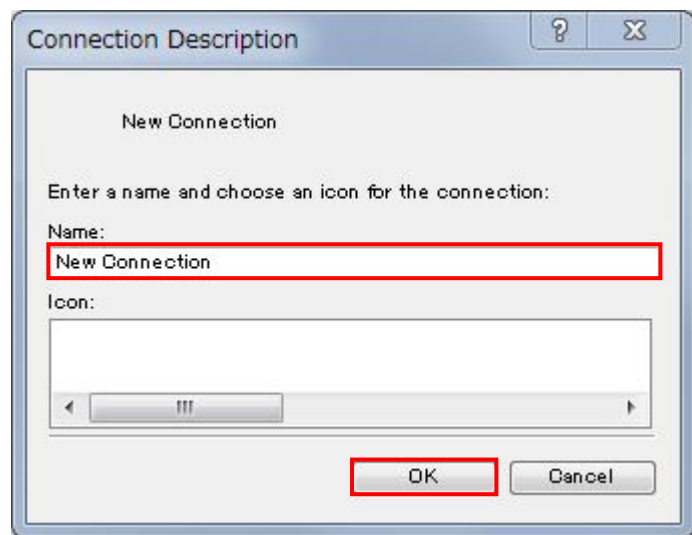 Connection Description
New Connection
Enter a name and choose an icon for the connection:
Name:
New Connection
Icon:
OK
Cancel